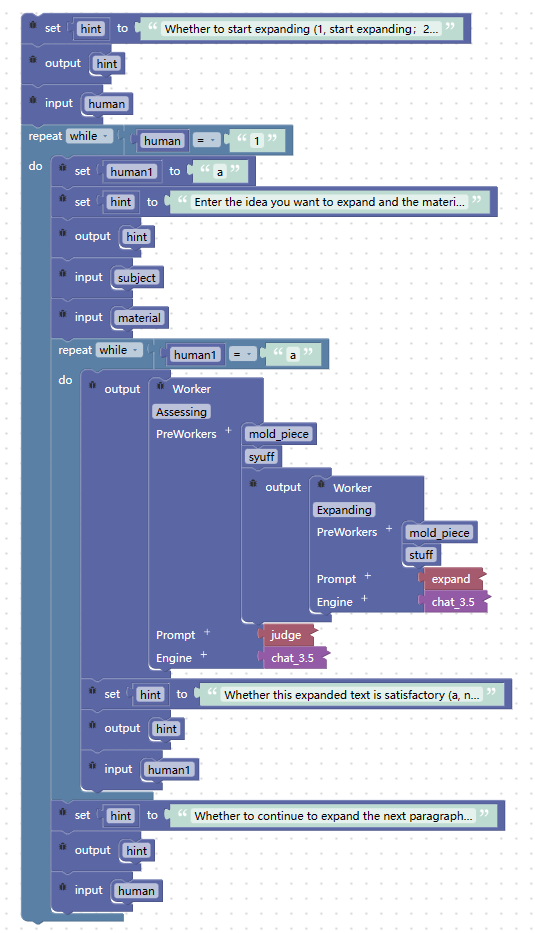 set hint to “ Whether to start expanding (1, start expanding; 2... ”
output hint
input human
repeat while human = “ 1 ”
do set human1 to “ a ”
set hint to “ Enter the idea you want to expand and the materi... ”
output hint
input subject
input material
repeat while human1 = “ a ”
do output Worker
Assessing
PreWorkers + mold_piece
syuff
output Worker
Expanding
PreWorkers + mold_piece
stuff
Prompt + expand
Engine + chat_3.5
Prompt + judge
Engine + chat_3.5
set hint to “ Whether this expanded text is satisfactory (a, n... ”
output hint
input human1
set hint to “ Whether to continue to expand the next paragraph... ”
output hint
input human